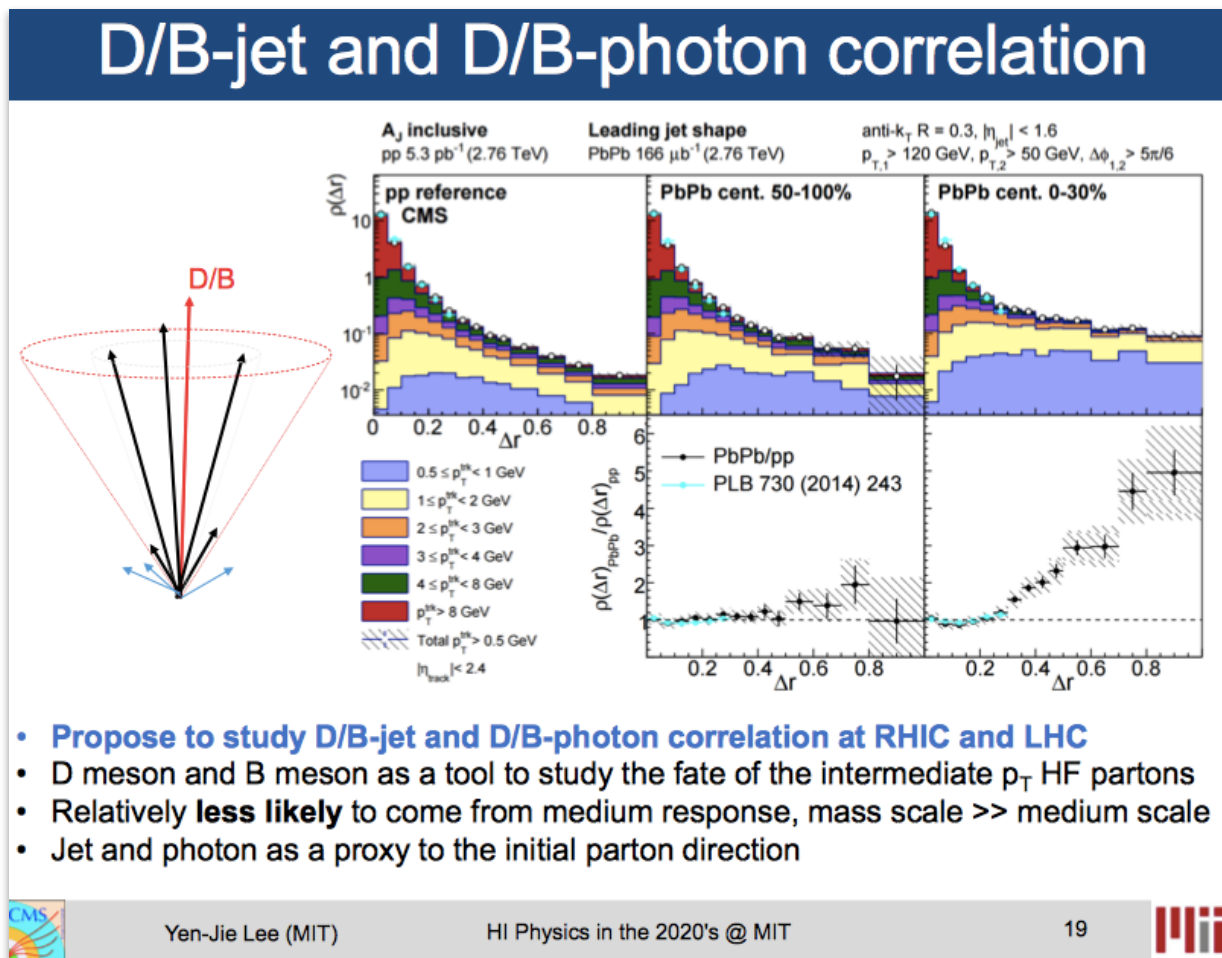 D/B-jet and D/B-photon correlation
A_J inclusive
pp 5.3 pb⁻¹ (2.76 TeV)
Leading jet shape
PbPb 166 μb⁻¹ (2.76 TeV)
anti-k_T R = 0.3, |η_jet| < 1.6
p_T,1 > 120 GeV, p_T,2 > 50 GeV, Δϕ_1,2 > 5π/6
pp reference
CMS
PbPb cent. 50-100%
PbPb cent. 0-30%
ρ(Δr)
10
1
10⁻¹
10⁻²
0 0.2 0.4 0.6 0.8
Δr
D/B
0.5 ≤ p_T^trk < 1 GeV
1 ≤ p_T^trk < 2 GeV
2 ≤ p_T^trk < 3 GeV
3 ≤ p_T^trk < 4 GeV
4 ≤ p_T^trk < 8 GeV
p_T^trk > 8 GeV
Total p_T^trk > 0.5 GeV
|η_track| < 2.4
ρ(Δr)_PbPb/ρ(Δr)_pp
6
5
4
3
2
1
PbPb/pp
PLB 730 (2014) 243
0.2 0.4 0.6 0.8
Δr
0.2 0.4 0.6 0.8
Δr
• Propose to study D/B-jet and D/B-photon correlation at RHIC and LHC
• D meson and B meson as a tool to study the fate of the intermediate p_T HF partons
• Relatively less likely to come from medium response, mass scale >> medium scale
• Jet and photon as a proxy to the initial parton direction
CMS
Yen-Jie Lee (MIT)
HI Physics in the 2020's @ MIT
19